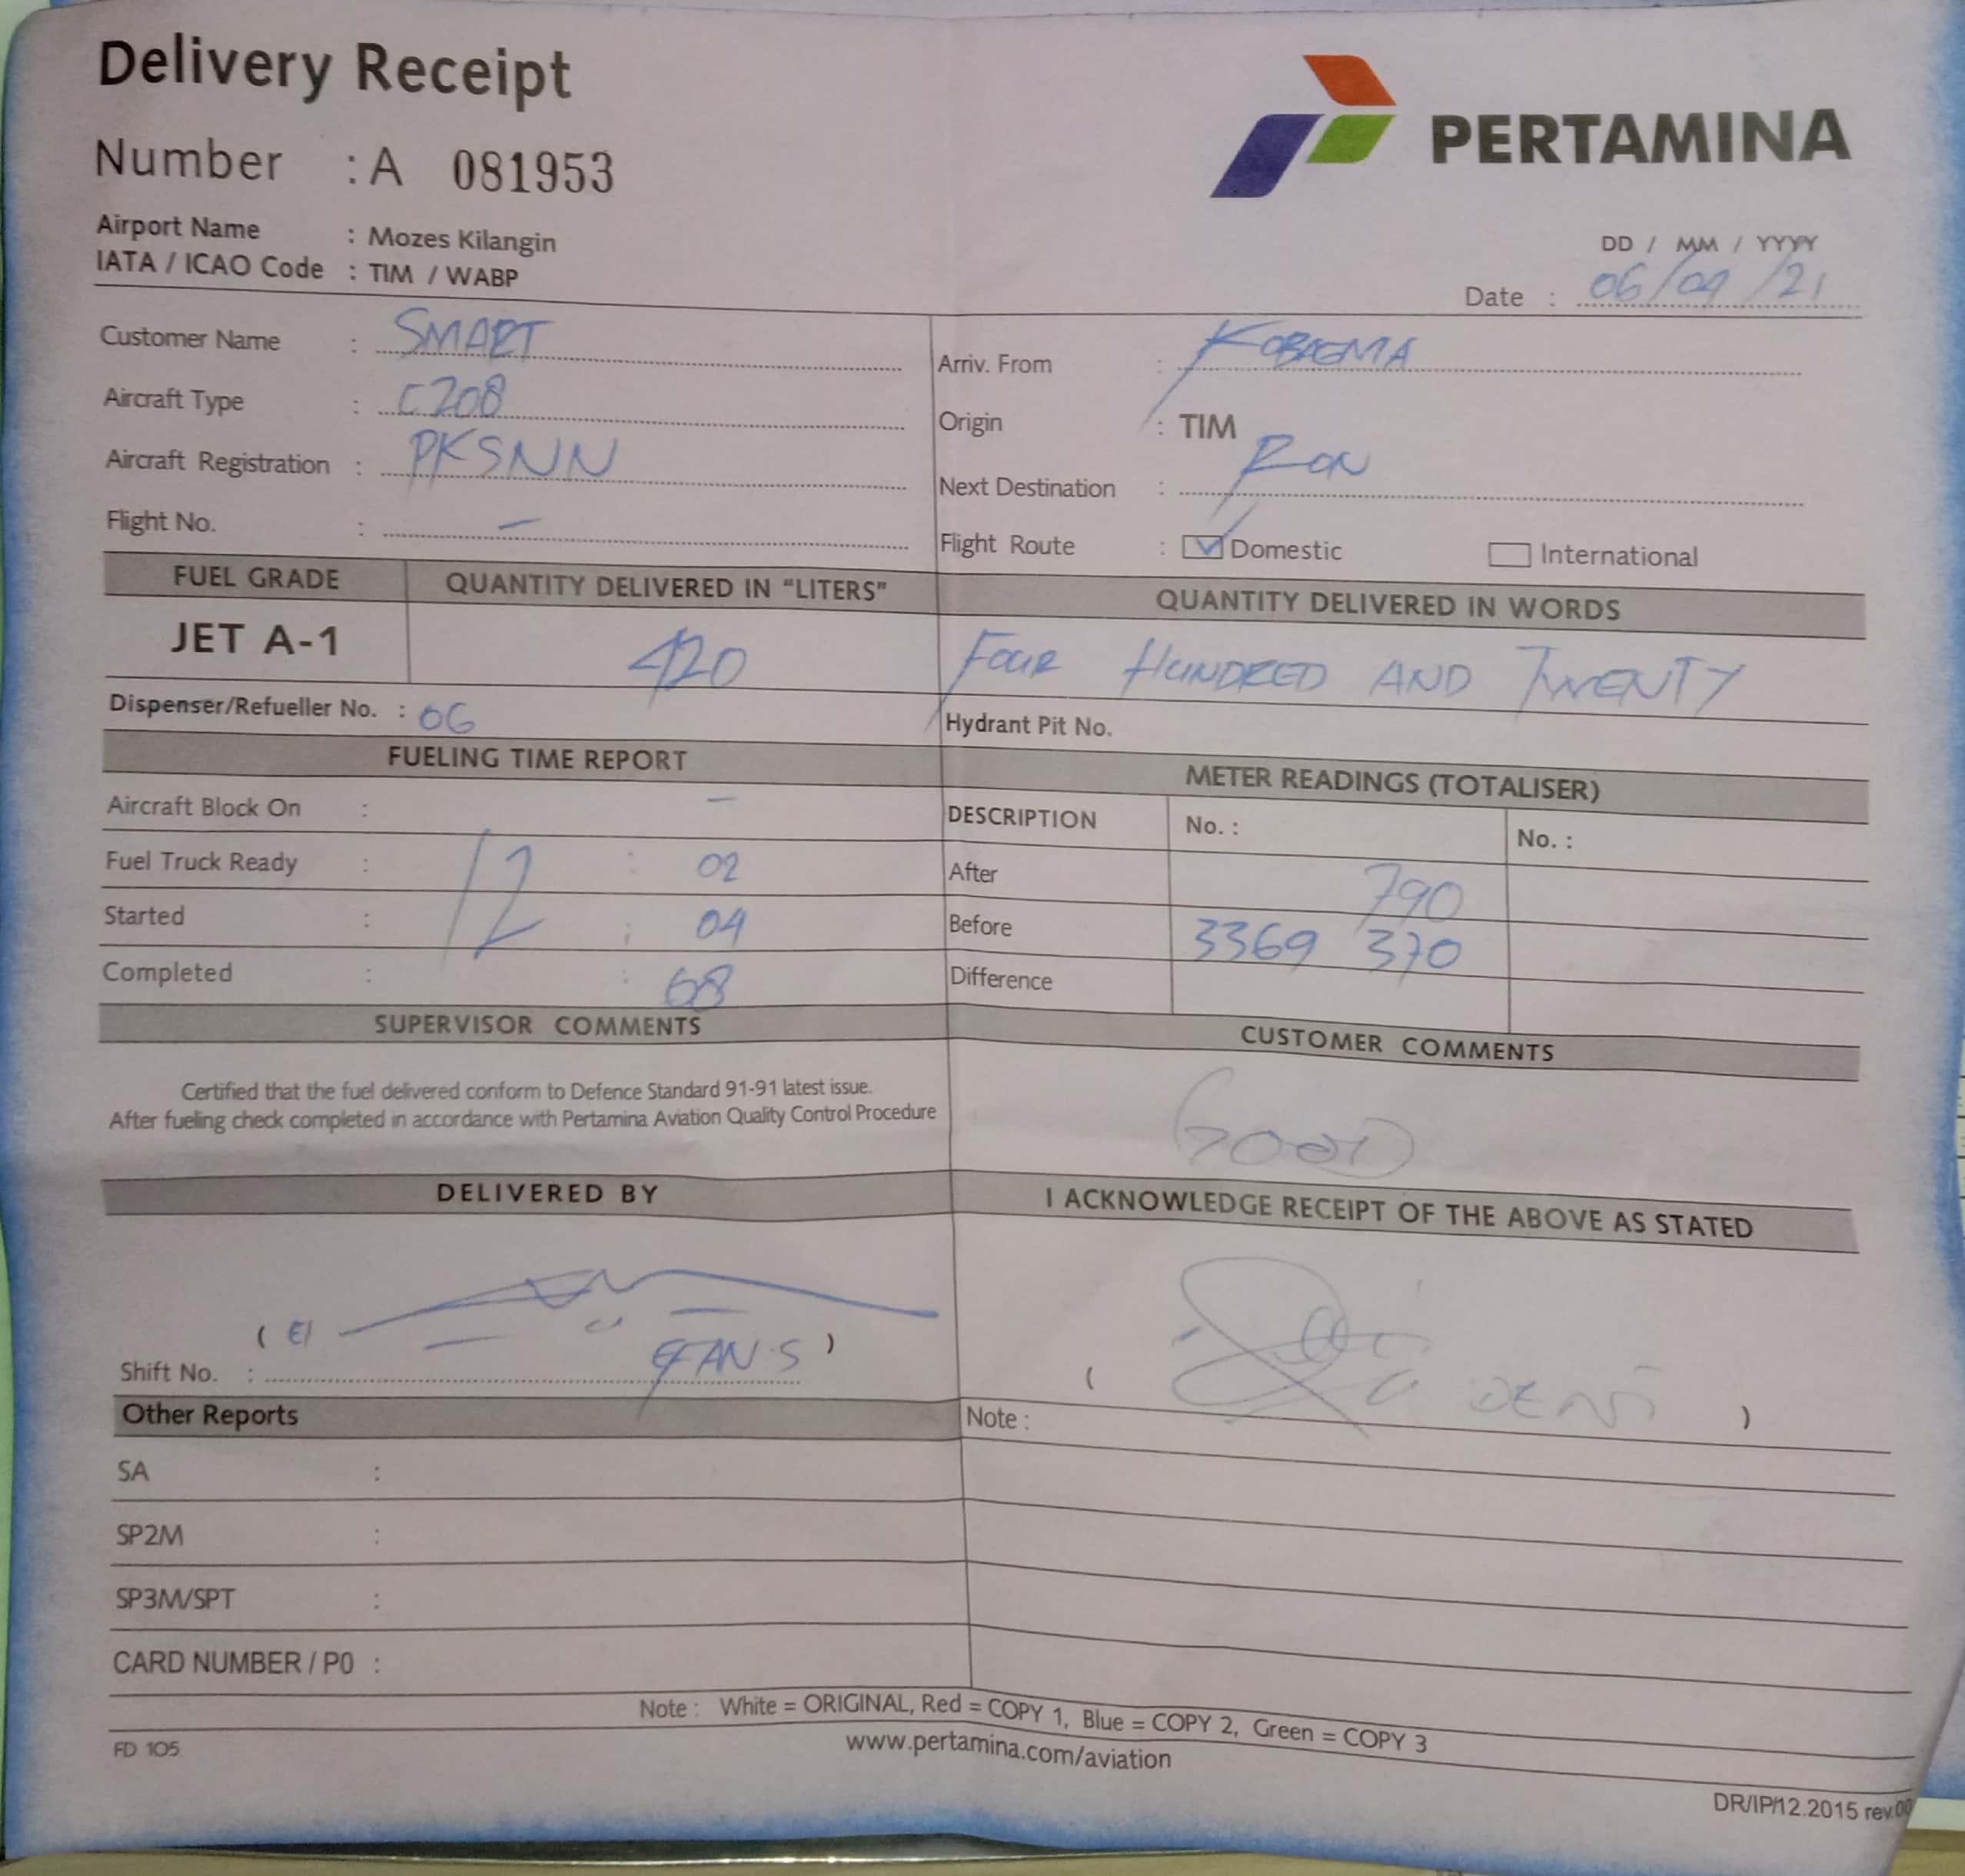 Delivery Receipt
PERTAMINA
Number : A 081953
Airport Name : Mozes Kilangin
IATA / ICAO Code : TIM / WABP
DD / MM / YYYY
Date : 06/04/21
Customer Name : SMART
Arriv. From :
Aircraft Type : C208
Origin : TIM
Aircraft Registration : PKSNN
Next Destination : RON
Flight No. : –
Flight Route : Domestic International
FUEL GRADE QUANTITY DELIVERED IN "LITERS" QUANTITY DELIVERED IN WORDS
JET A-1 420 FOUR HUNDRED AND TWENTY
Dispenser/Refueller No. : 06 Hydrant Pit No.
FUELING TIME REPORT METER READINGS (TOTALISER)
Aircraft Block On : – DESCRIPTION No. : No. :
Fuel Truck Ready : 12 : 02 After 790
Started : : 04 Before 3369 370
Completed : : 08 Difference
SUPERVISOR COMMENTS CUSTOMER COMMENTS
Certified that the fuel delivered conform to Defence Standard 91-91 latest issue.
After fueling check completed in accordance with Pertamina Aviation Quality Control Procedure
GOOD
DELIVERED BY I ACKNOWLEDGE RECEIPT OF THE ABOVE AS STATED
( )
Shift No. :
( DENI )
Other Reports Note :
SA :
SP2M :
SP3M/SPT :
CARD NUMBER / P0 :
Note : White = ORIGINAL, Red = COPY 1, Blue = COPY 2, Green = COPY 3
FD 105 www.pertamina.com/aviation
DR/IP/12.2015 rev.00